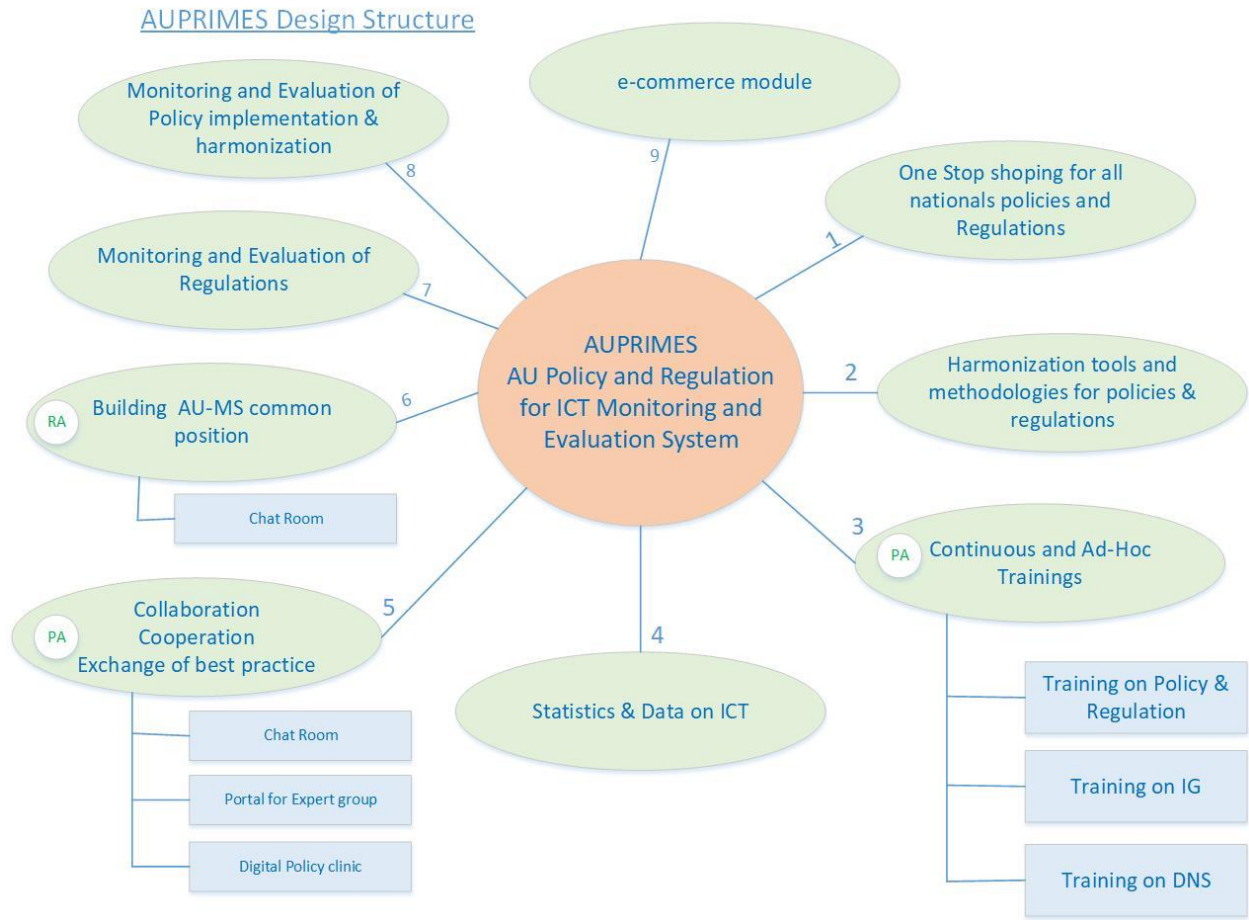 AUPRIMES Design Structure
Monitoring and Evaluation of
Policy implementation &
harmonization
8
e-commerce module
9
One Stop shoping for all
nationals policies and
Regulations
1
Monitoring and Evaluation of
Regulations
7
AUPRIMES
AU Policy and Regulation
for ICT Monitoring and
Evaluation System
2
Harmonization tools and
methodologies for policies &
regulations
RA
Building AU-MS common
position
6
Chat Room
3
PA
Continuous and Ad-Hoc
Trainings
Training on Policy &
Regulation
Training on IG
Training on DNS
5
PA
Collaboration
Cooperation
Exchange of best practice
Chat Room
Portal for Expert group
Digital Policy clinic
4
Statistics & Data on ICT